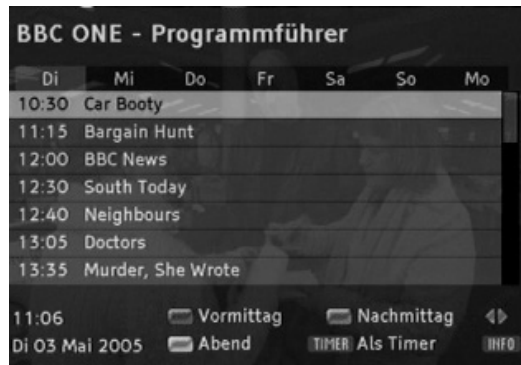 BBC ONE - Programmführer
Di Mi Do Fr Sa So Mo
10:30 Car Booty
11:15 Bargain Hunt
12:00 BBC News
12:30 South Today
12:40 Neighbours
13:05 Doctors
13:35 Murder, She Wrote
11:06 Vormittag Nachmittag
Di 03 Mai 2005 Abend TIMER Als Timer INFO